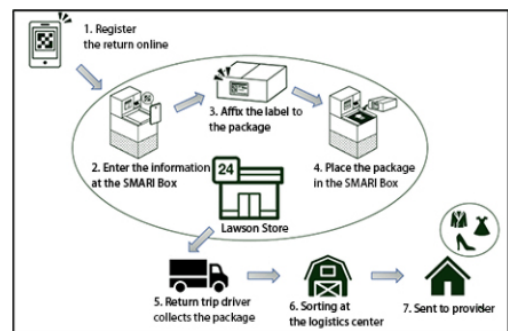 1. Register
the return online
3. Affix the label to
the package
2. Enter the information
at the SMARI Box
4. Place the package
in the SMARI Box
24
Lawson Store
5. Return trip driver
collects the package
6. Sorting at
the logistics center
7. Sent to provider